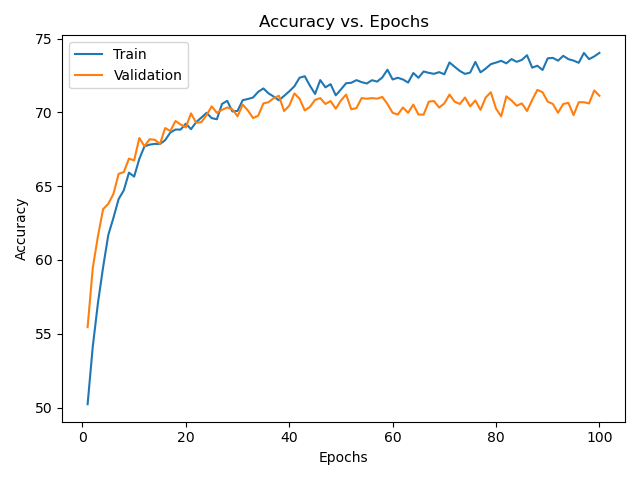 Accuracy vs. Epochs
75
70
65
60
55
50
Accuracy
Train
Validation
0 20 40 60 80 100
Epochs